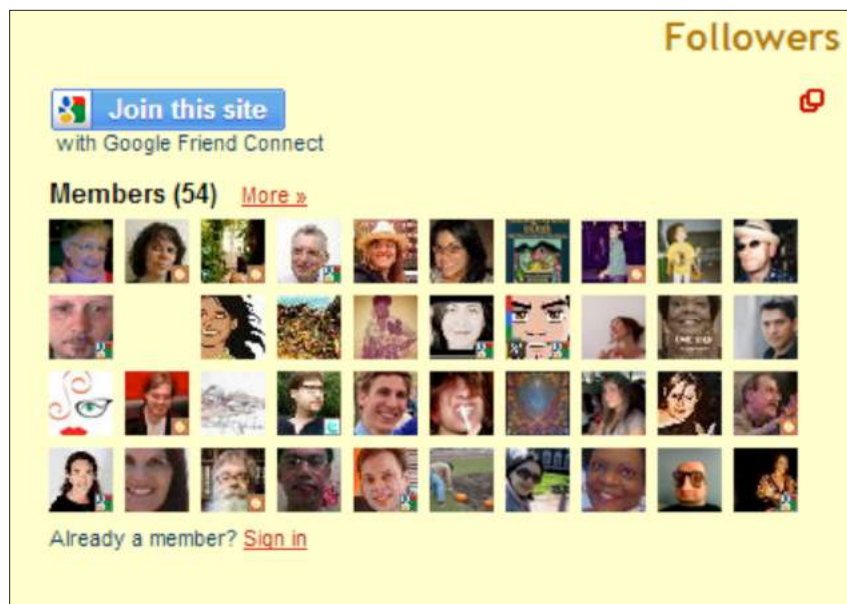 Followers
Join this site
with Google Friend Connect
Members (54) More »
Already a member? Sign in